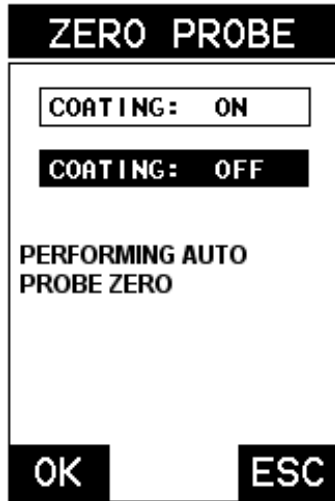 ZERO PROBE
COATING: ON
COATING: OFF
PERFORMING AUTO
PROBE ZERO
OK ESC